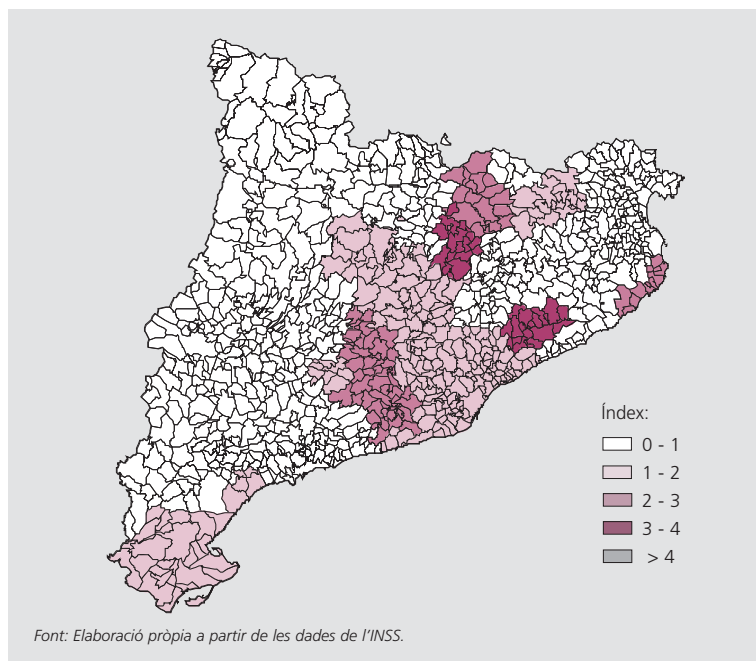 Índex:
0 - 1
1 - 2
2 - 3
3 - 4
> 4
Font: Elaboració pròpia a partir de les dades de l'INSS.